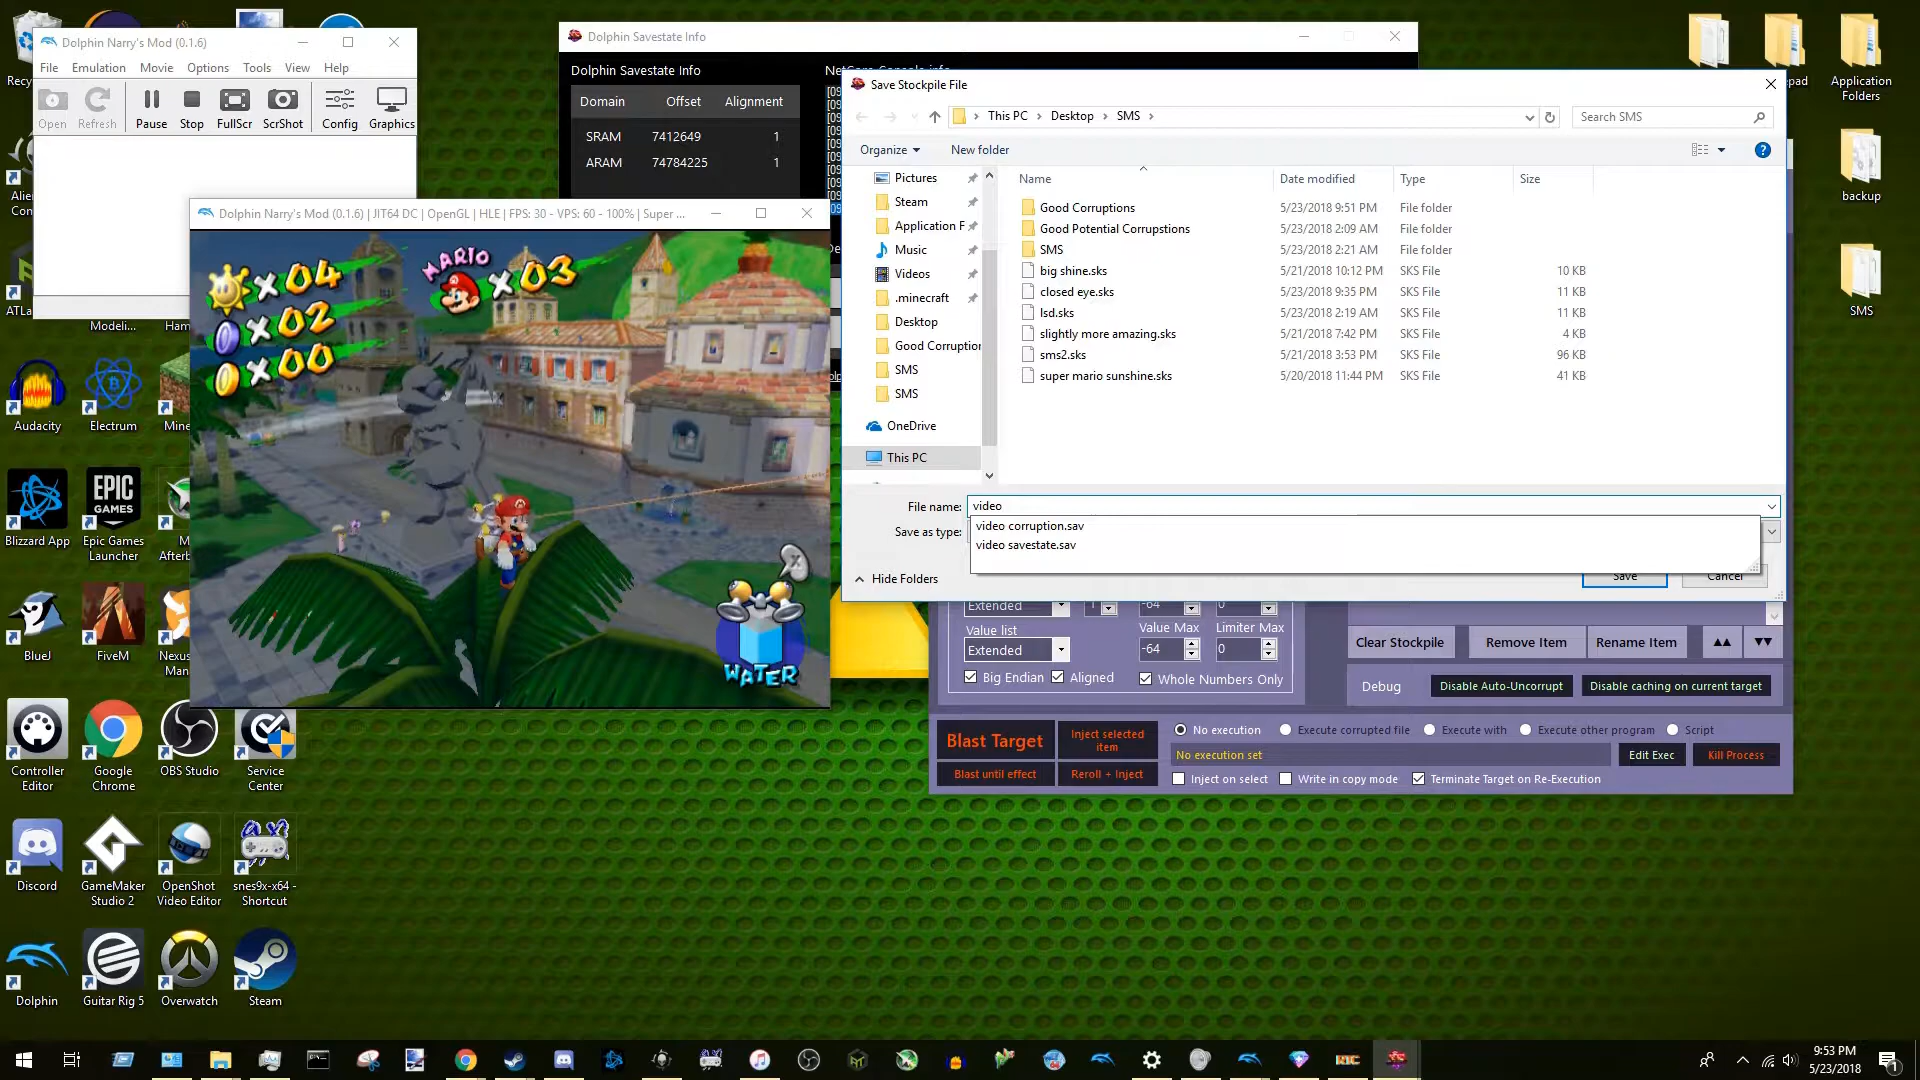 Dolphin Narry's Mod (0.1.6)
File Emulation Movie Options Tools View Help
Open Refresh Pause Stop FullScr ScrShot Config Graphics
Dolphin Savestate Info
Dolphin Savestate Info
Domain Offset Alignment
SRAM 7412649 1
ARAM 74784225 1
Dolphin Narry's Mod (0.1.6) | JIT64 DC | OpenGL | HLE | FPS: 30 - VPS: 60 - 100% | Super ...
x04
x02
x00
MARIO
x03
X
WATER
Save Stockpile File
This PC > Desktop > SMS >
Search SMS
Organize
New folder
Pictures
Steam
Application F
Music
Videos
.minecraft
Desktop
Good Corruption
SMS
SMS
OneDrive
This PC
Name Date modified Type Size
Good Corruptions 5/23/2018 9:51 PM File folder
Good Potential Corrupstions 5/23/2018 2:09 AM File folder
SMS 5/23/2018 2:21 AM File folder
big shine.sks 5/21/2018 10:12 PM SKS File 10 KB
closed eye.sks 5/23/2018 9:35 PM SKS File 11 KB
lsd.sks 5/23/2018 2:19 AM SKS File 11 KB
slightly more amazing.sks 5/21/2018 7:42 PM SKS File 4 KB
sms2.sks 5/21/2018 3:53 PM SKS File 96 KB
super mario sunshine.sks 5/20/2018 11:44 PM SKS File 41 KB
File name: video
video corruption.sav
Save as type:
video savestate.sav
Hide Folders
Save Cancel
Extended 1 -64 0
Value list Value Max Limiter Max
Extended -64 0
Big Endian Aligned Whole Numbers Only
Clear Stockpile Remove Item Rename Item ▲▲ ▼▼
Debug Disable Auto-Uncorrupt Disable caching on current target
Blast Target
Inject selected
item
Blast until effect
Reroll + Inject
No execution Execute corrupted file Execute with Execute other program Script
No execution set
Edit Exec Kill Process
Inject on select Write in copy mode Terminate Target on Re-Execution
Application
Folders
backup
SMS
Modeli...
Audacity
Electrum
Blizzard App
EPIC
GAMES
Epic Games
Launcher
BlueJ
FiveM
Controller
Editor
Google
Chrome
OBS Studio
Service
Center
Discord
GameMaker
Studio 2
OpenShot
Video Editor
snes9x-x64 -
Shortcut
Dolphin
Guitar Rig 5
Overwatch
Steam
RTC
9:53 PM
5/23/2018
1